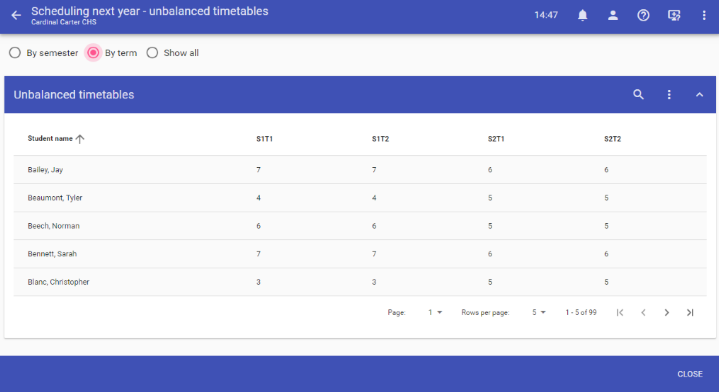 Scheduling next year - unbalanced timetables
Cardinal Carter CHS
14:47
By semester By term Show all
Unbalanced timetables
Student name S1T1 S1T2 S2T1 S2T2
Bailey, Jay 7 7 6 6
Beaumont, Tyler 4 4 5 5
Beech, Norman 6 6 5 5
Bennett, Sarah 7 7 6 6
Blanc, Christopher 3 3 5 5
Page: 1 Rows per page: 5 1 - 5 of 99
CLOSE